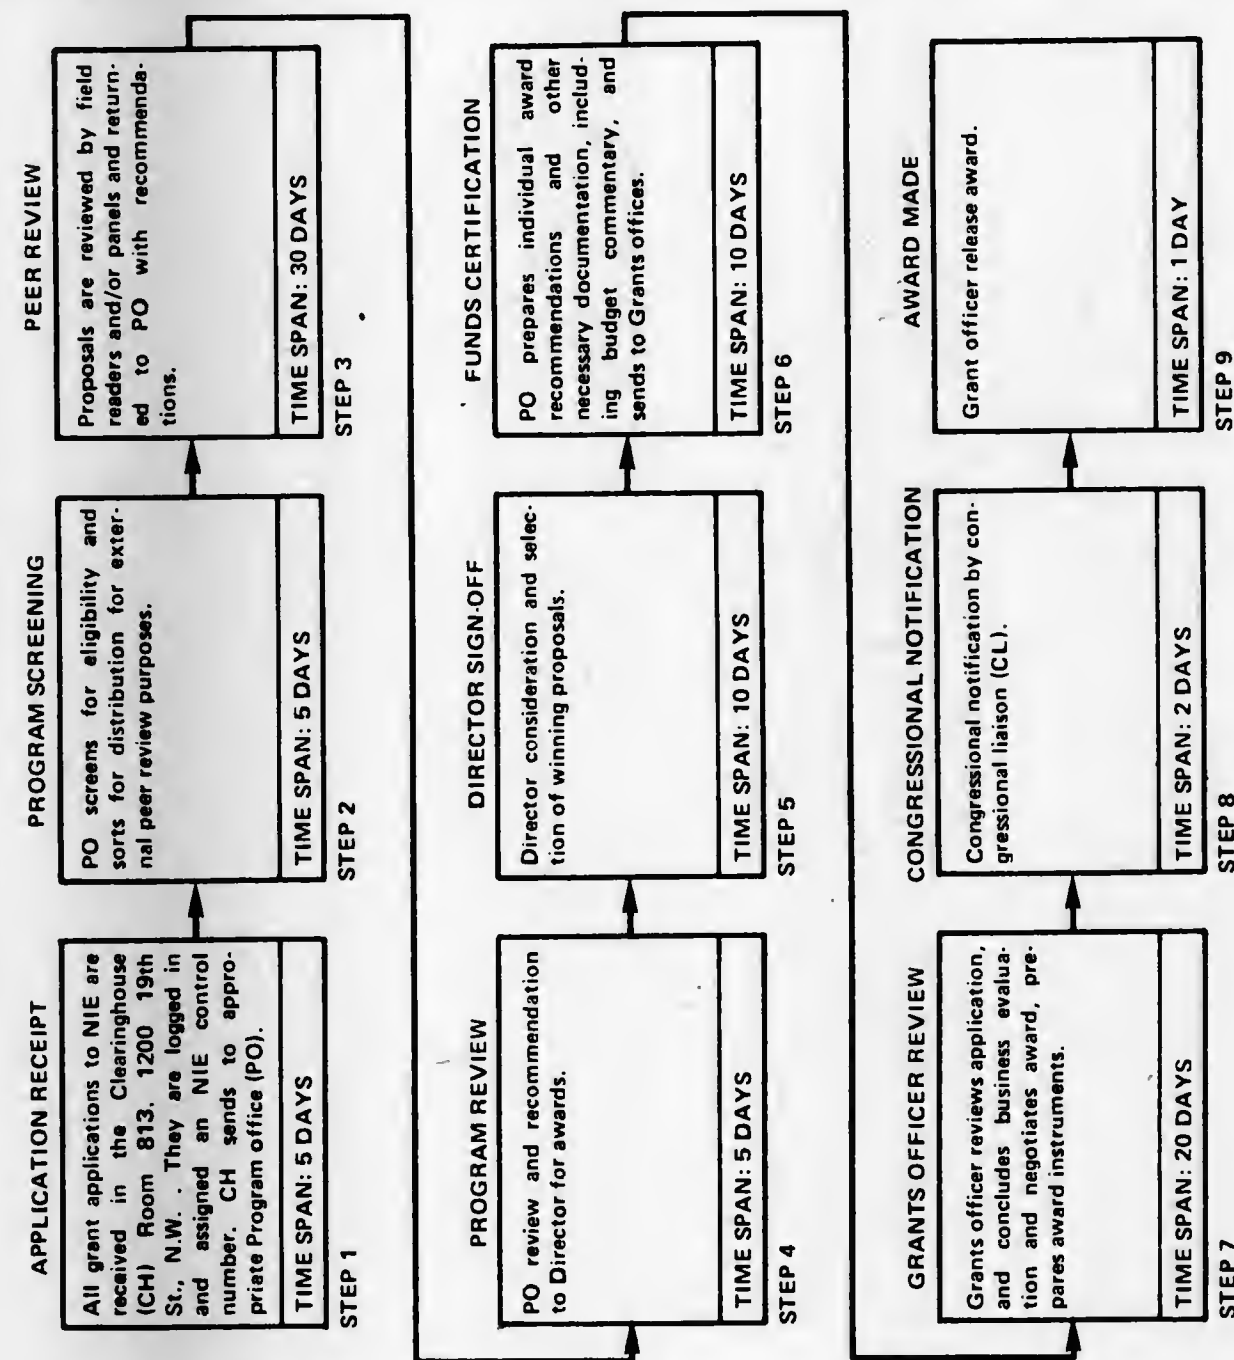 APPLICATION RECEIPT
All grant applications to NIE are
received in the Clearinghouse
(CH) Room 813. 1200 19th
St., N.W. . They are logged in
and assigned an NIE control
number. CH sends to appro-
priate Program office (PO).
TIME SPAN: 5 DAYS
STEP 1
PROGRAM SCREENING
PO screens for eligibility and
sorts for distribution for exter-
nal peer review purposes.
TIME SPAN: 5 DAYS
STEP 2
PEER REVIEW
Proposals are reviewed by field
readers and/or panels and return-
ed to PO with recommenda-
tions.
TIME SPAN: 30 DAYS
STEP 3
PROGRAM REVIEW
PO review and recommendation
to Director for awards.
TIME SPAN: 5 DAYS
STEP 4
DIRECTOR SIGN-OFF
Director consideration and selec-
tion of winning proposals.
TIME SPAN: 10 DAYS
STEP 5
FUNDS CERTIFICATION
PO prepares individual award
recommendations and other
necessary documentation, includ-
ing budget commentary, and
sends to Grants offices.
TIME SPAN: 10 DAYS
STEP 6
GRANTS OFFICER REVIEW
Grants officer reviews application,
and concludes business evalua-
tion and negotiates award, pre-
pares award instruments.
TIME SPAN: 20 DAYS
STEP 7
CONGRESSIONAL NOTIFICATION
Congressional notification by con-
gressional liaison (CL).
TIME SPAN: 2 DAYS
STEP 8
AWARD MADE
Grant officer release award.
TIME SPAN: 1 DAY
STEP 9